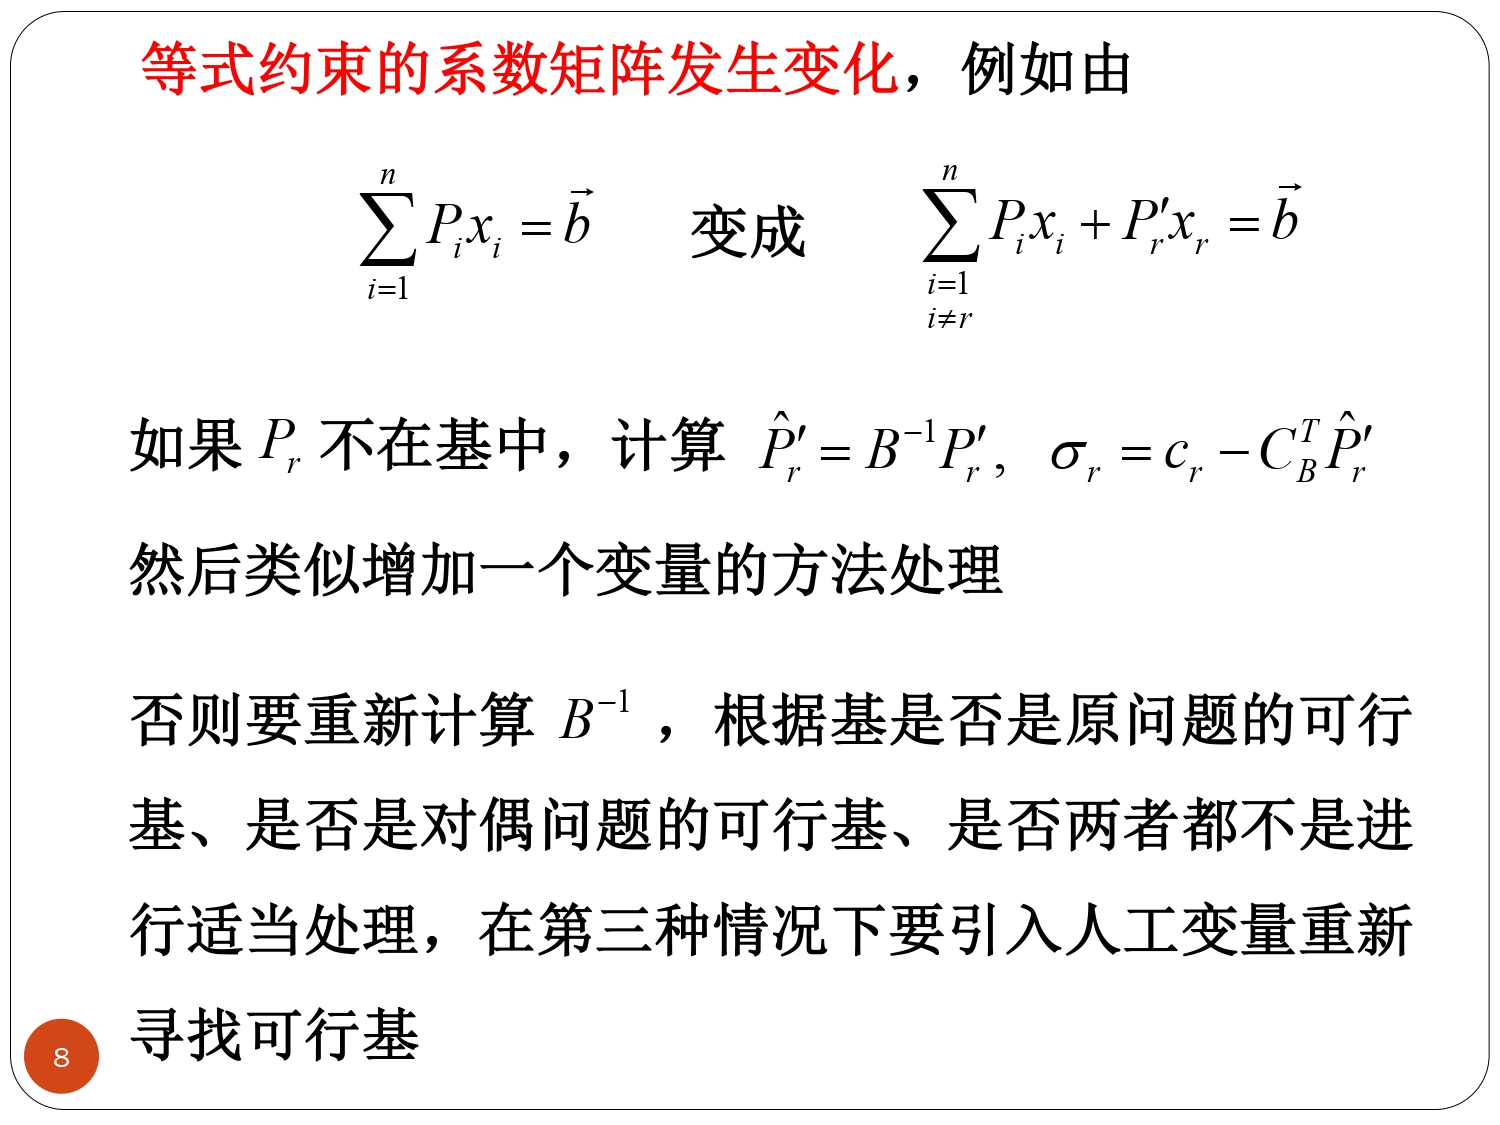 等式约束的系数矩阵发生变化，例如由
$\sum_{i=1}^{n} P_i x_i = \vec{b}$ 变成 $\sum_{\substack{i=1 \\ i \neq r}}^{n} P_i x_i + P_r' x_r = \vec{b}$
如果 $P_r$ 不在基中，计算 $\hat{P}_r' = B^{-1} P_r', \ \sigma_r = c_r - C_B^T \hat{P}_r'$
然后类似增加一个变量的方法处理
否则要重新计算 $B^{-1}$ ，根据基是否是原问题的可行
基、是否是对偶问题的可行基、是否两者都不是进
行适当处理，在第三种情况下要引入人工变量重新
寻找可行基
8